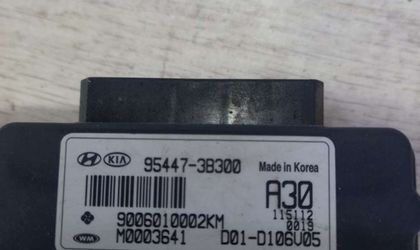 KIA 95447-3B300 Made in Korea
A30
115112
9006010002KM 0019
WM M0003641 D01-D106V05